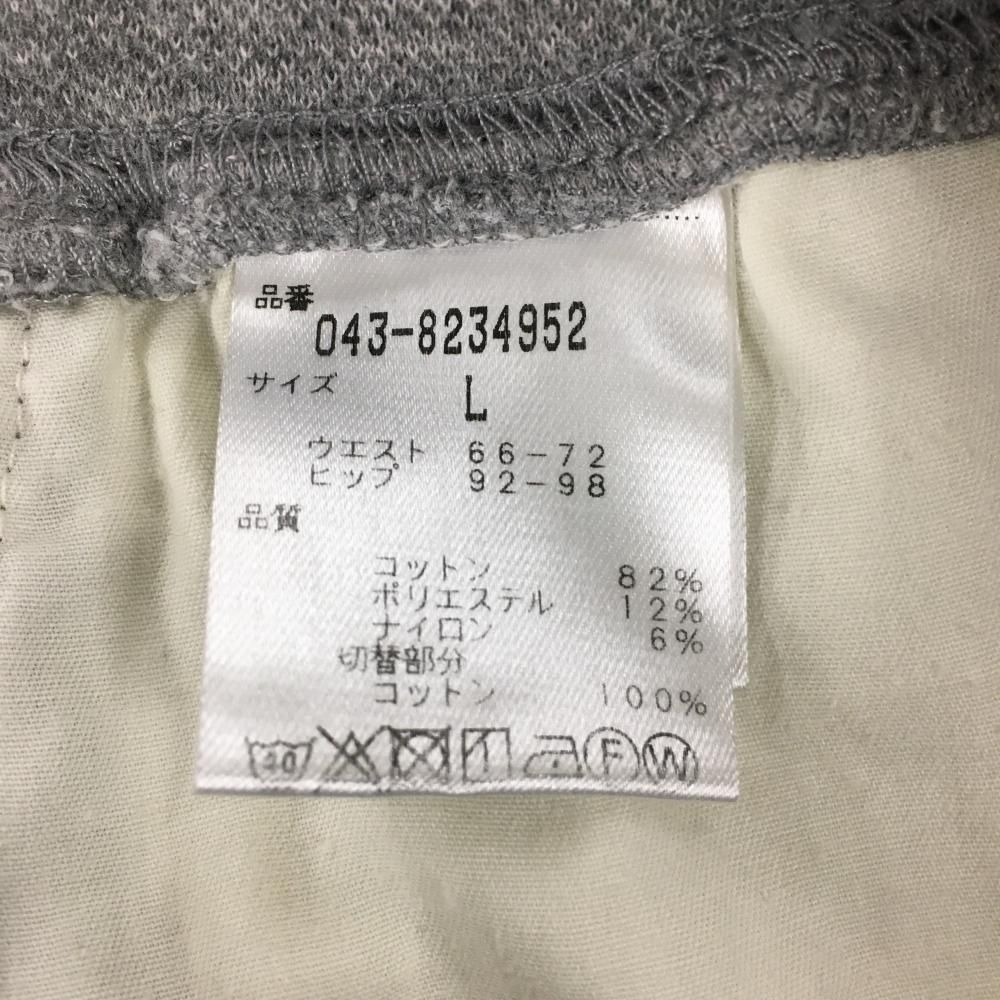 品番
043-8234952
サイズ
L
ウエスト 66-72
ヒップ 92-98
品質
コットン 82%
ポリエステル 12%
ナイロン 6%
切替部分
コットン 100%
40 F W